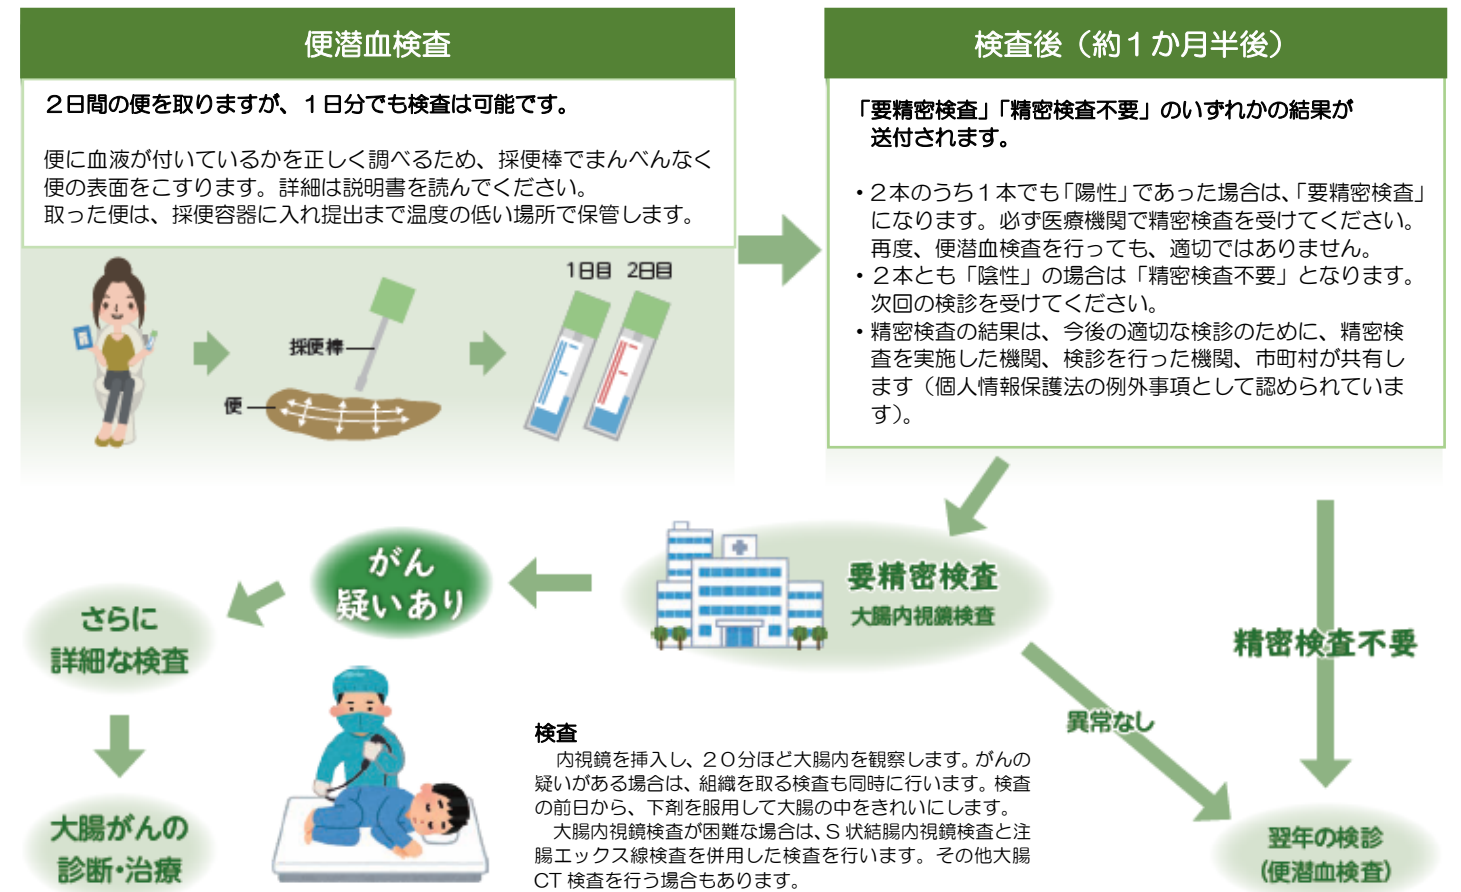 便潜血検査
２日間の便を取りますが、１日分でも検査は可能です。
便に血液が付いているかを正しく調べるため、採便棒でまんべんなく
便の表面をこすります。詳細は説明書を読んでください。
取った便は、採便容器に入れ提出まで温度の低い場所で保管します。
採便棒
便
1日目 2日目
検査後（約１か月半後）
「要精密検査」「精密検査不要」のいずれかの結果が
送付されます。
・２本のうち１本でも「陽性」であった場合は、「要精密検査」
になります。必ず医療機関で精密検査を受けてください。
再度、便潜血検査を行っても、適切ではありません。
・２本とも「陰性」の場合は「精密検査不要」となります。
次回の検診を受けてください。
・精密検査の結果は、今後の適切な検診のために、精密検
査を実施した機関、検診を行った機関、市町村が共有し
ます（個人情報保護法の例外事項として認められていま
す）。
要精密検査
大腸内視鏡検査
がん
疑いあり
さらに
詳細な検査
大腸がんの
診断・治療
検査
内視鏡を挿入し、２０分ほど大腸内を観察します。がんの
疑いがある場合は、組織を取る検査も同時に行います。検査
の前日から、下剤を服用して大腸の中をきれいにします。
大腸内視鏡検査が困難な場合は、S 状結腸内視鏡検査と注
腸エックス線検査を併用した検査を行います。その他大腸
CT 検査を行う場合もあります。
異常なし
精密検査不要
翌年の検診
(便潜血検査)